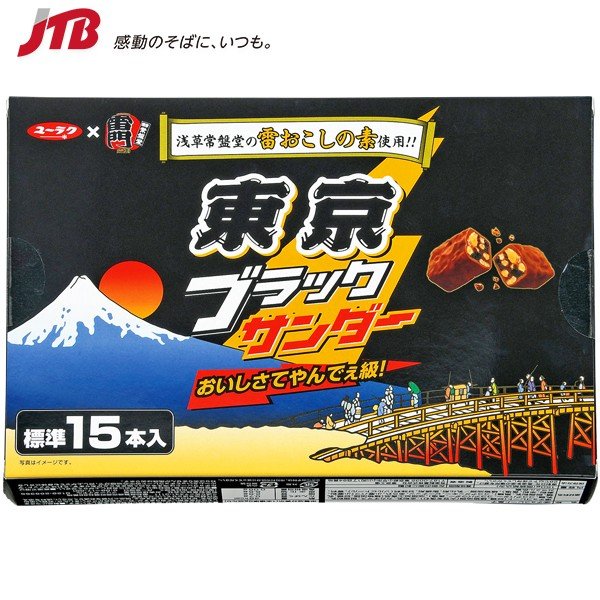 JTB 感動のそばに、いつも。
ユーラク × 雷門
浅草常盤堂の雷おこしの素使用!!
東京
ブラック
サンダー
おいしさてやんでぇ級!
標準15本入
写真はイメージです。